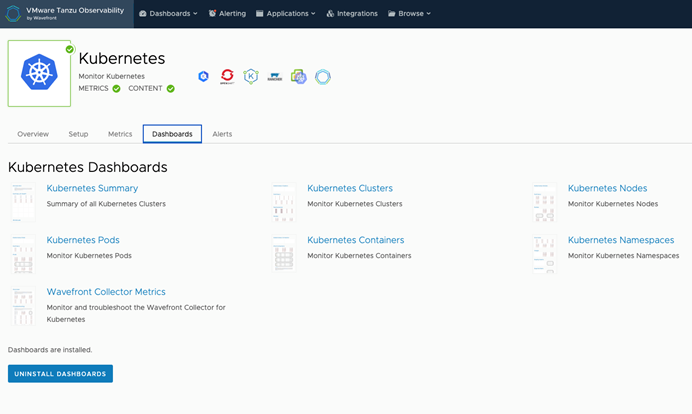 VMware Tanzu Observability
by Wavefront
Dashboards
Alerting
Applications
Integrations
Browse
Kubernetes
Monitor Kubernetes
METRICS
CONTENT
Overview
Setup
Metrics
Dashboards
Alerts
Kubernetes Dashboards
Kubernetes Summary
Summary of all Kubernetes Clusters
Kubernetes Clusters
Monitor Kubernetes Clusters
Kubernetes Nodes
Monitor Kubernetes Nodes
Kubernetes Pods
Monitor Kubernetes Pods
Kubernetes Containers
Monitor Kubernetes Containers
Kubernetes Namespaces
Monitor Kubernetes Namespaces
Wavefront Collector Metrics
Monitor and troubleshoot the Wavefront Collector for
Kubernetes
Dashboards are installed.
UNINSTALL DASHBOARDS